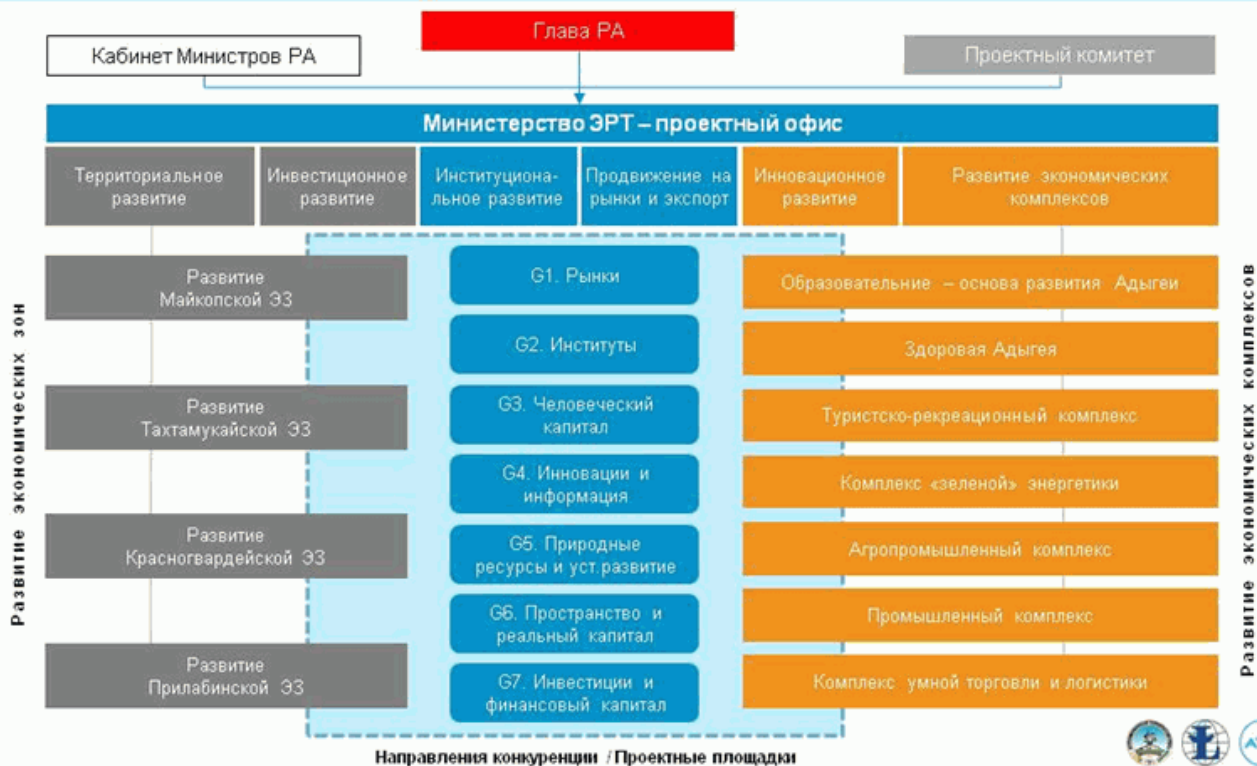 Глава РА
Кабинет Министров РА
Проектный комитет
Министерство ЭРТ – проектный офис
Территориальное
развитие
Инвестиционное
развитие
Институциона-
льное развитие
Продвижение на
рынки и экспорт
Инновационное
развитие
Развитие экономических
комплексов
Развитие экономических зон
Развитие
Майкопской ЭЗ
Развитие
Тахтамукайской ЭЗ
Развитие
Красногвардейской ЭЗ
Развитие
Прилабинской ЭЗ
G1. Рынки
G2. Институты
G3. Человеческий
капитал
G4. Инновации и
информация
G5. Природные
ресурсы и уст.развитие
G6. Пространство и
реальный капитал
G7. Инвестиции и
финансовый капитал
Образовательние – основа развития Адыгеи
Здоровая Адыгея
Туристско-рекреационный комплекс
Комплекс «зеленой» энергетики
Агропромышленный комплекс
Промышленный комплекс
Комплекс умной торговли и логистики
Развитие экономических комплексов
Направления конкуренции / Проектные площадки